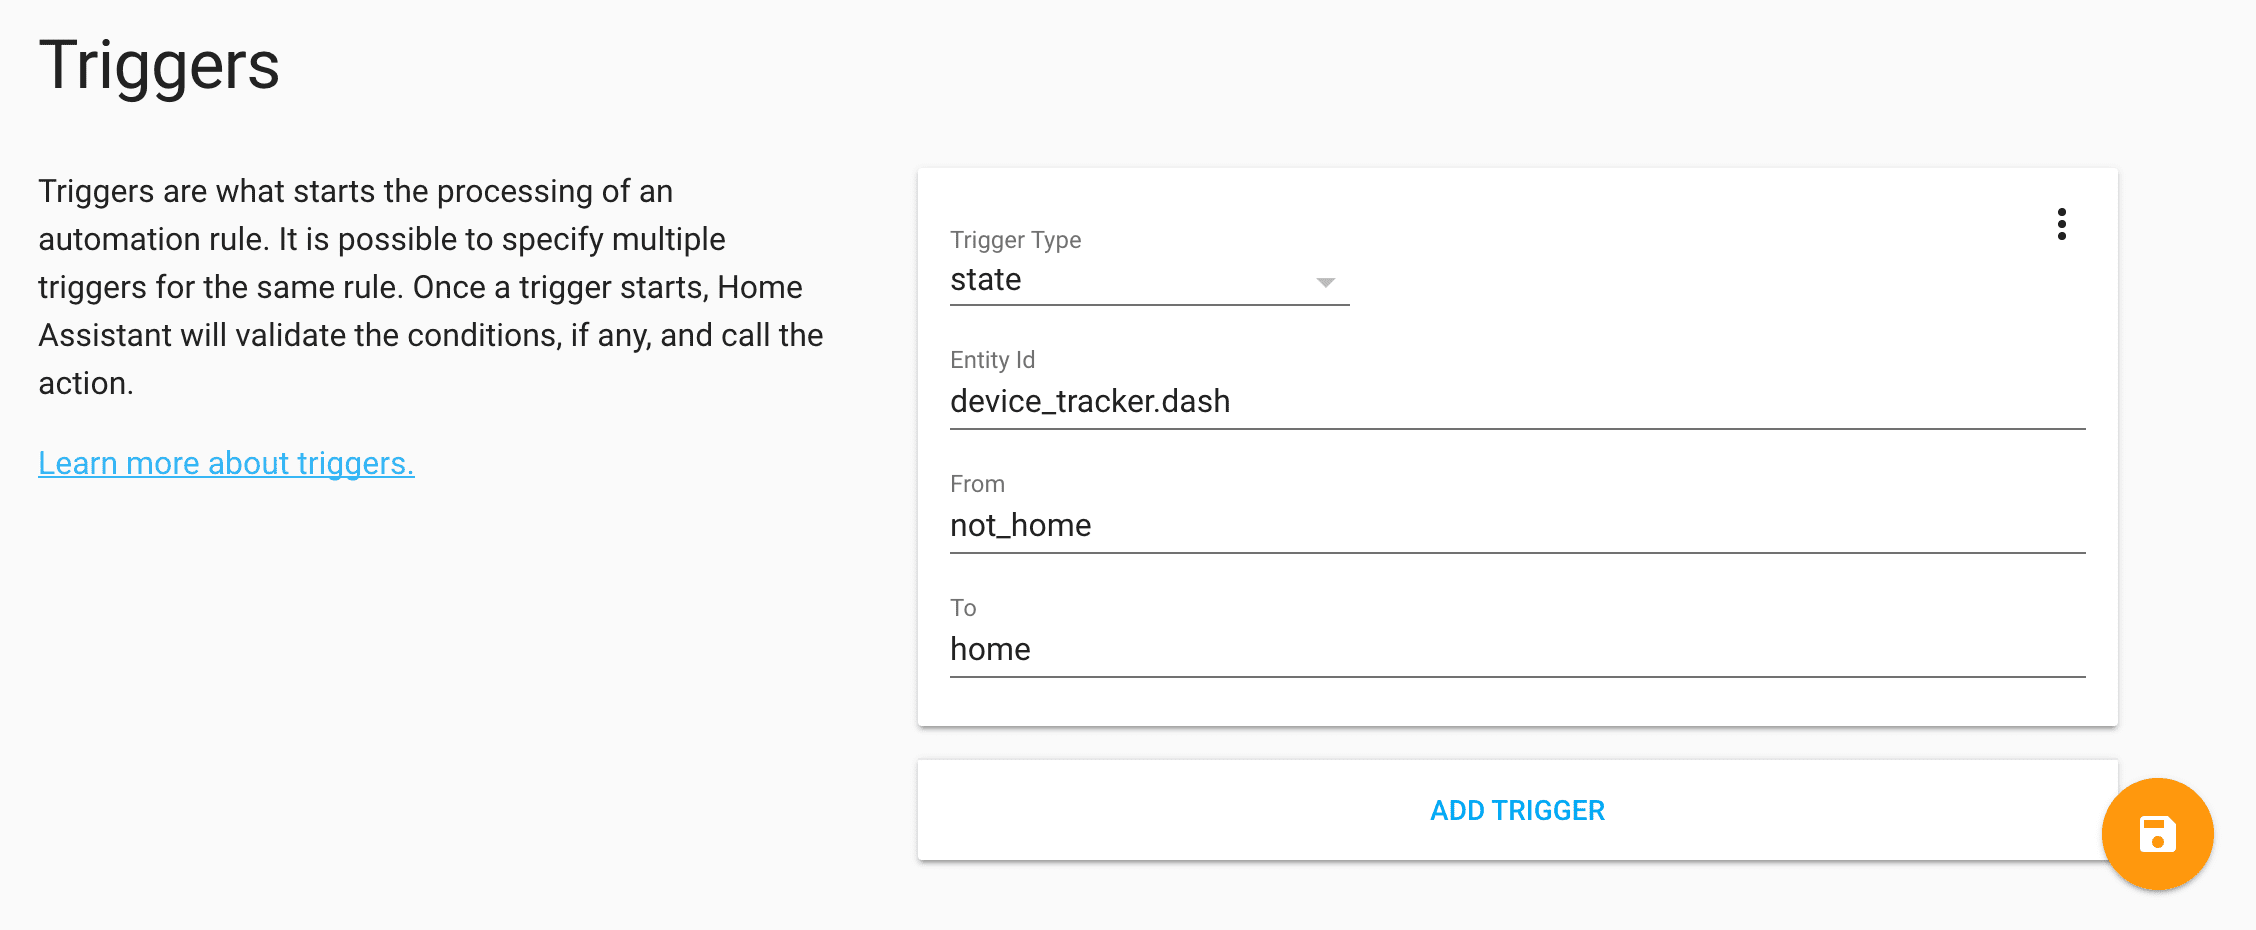 Triggers
Triggers are what starts the processing of an
automation rule. It is possible to specify multiple
triggers for the same rule. Once a trigger starts, Home
Assistant will validate the conditions, if any, and call the
action.
Learn more about triggers.
Trigger Type
state
Entity Id
device_tracker.dash
From
not_home
To
home
ADD TRIGGER